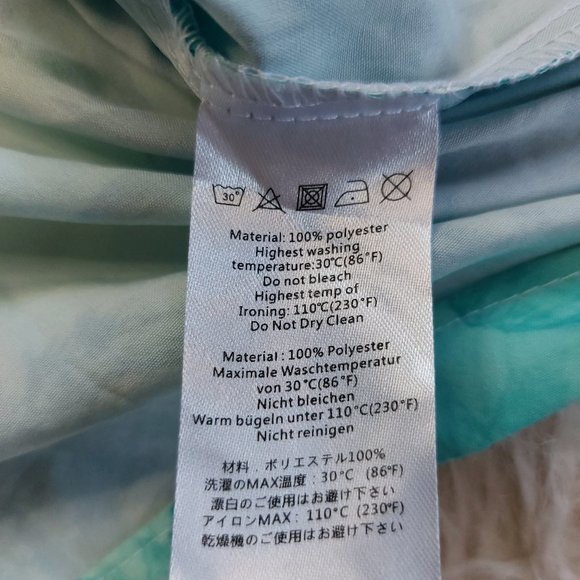 30°
Material: 100% polyester
Highest washing
temperature:30°C(86°F)
Do not bleach
Highest temp of
Ironing: 110°C(230°F)
Do Not Dry Clean
Material : 100% Polyester
Maximale Waschtemperatur
von 30°C(86°F)
Nicht bleichen
Warm bügeln unter 110°C(230°F)
Nicht reinigen
材料 . ポリエステル100%
洗濯のMAX温度 : 30°C (86°F)
漂白のご使用はお避け下さい
アイロンMAX : 110°C (230°F)
乾燥機のご使用はお避け下さい